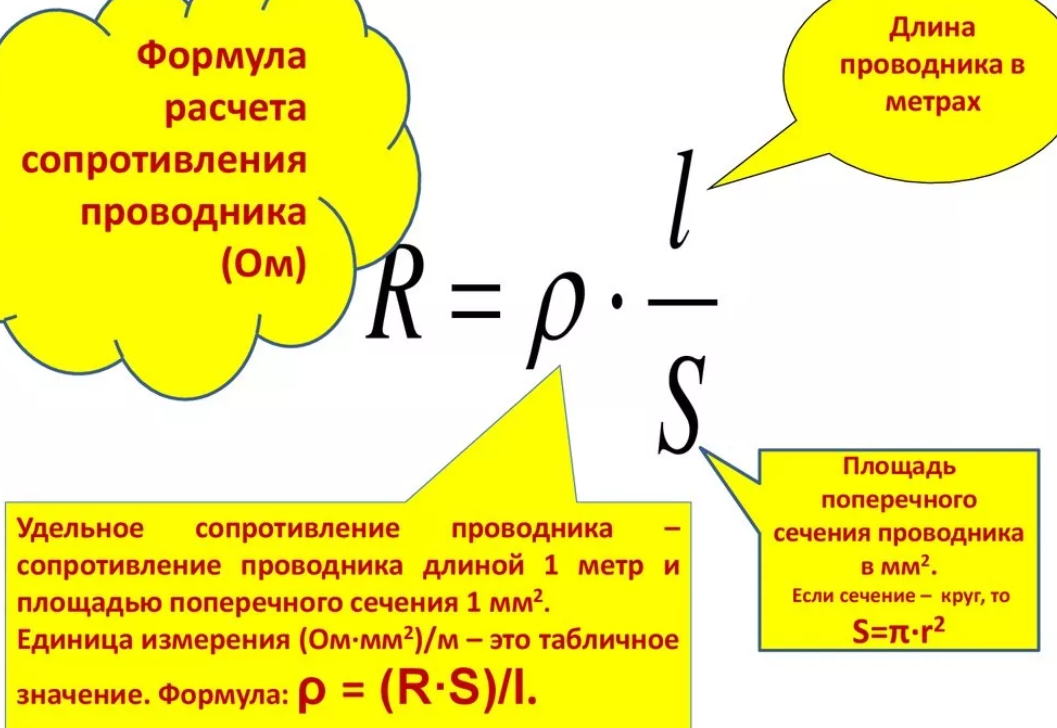 Формула
расчета
сопротивления
проводника
(Ом)
Длина
проводника в
метрах
R = ρ · l
S
Удельное сопротивление проводника –
сопротивление проводника длиной 1 метр и
площадью поперечного сечения 1 мм².
Единица измерения (Ом·мм²)/м – это табличное
значение. Формула: ρ = (R·S)/l.
Площадь
поперечного
сечения проводника
в мм².
Если сечение – круг, то
S=π·r²